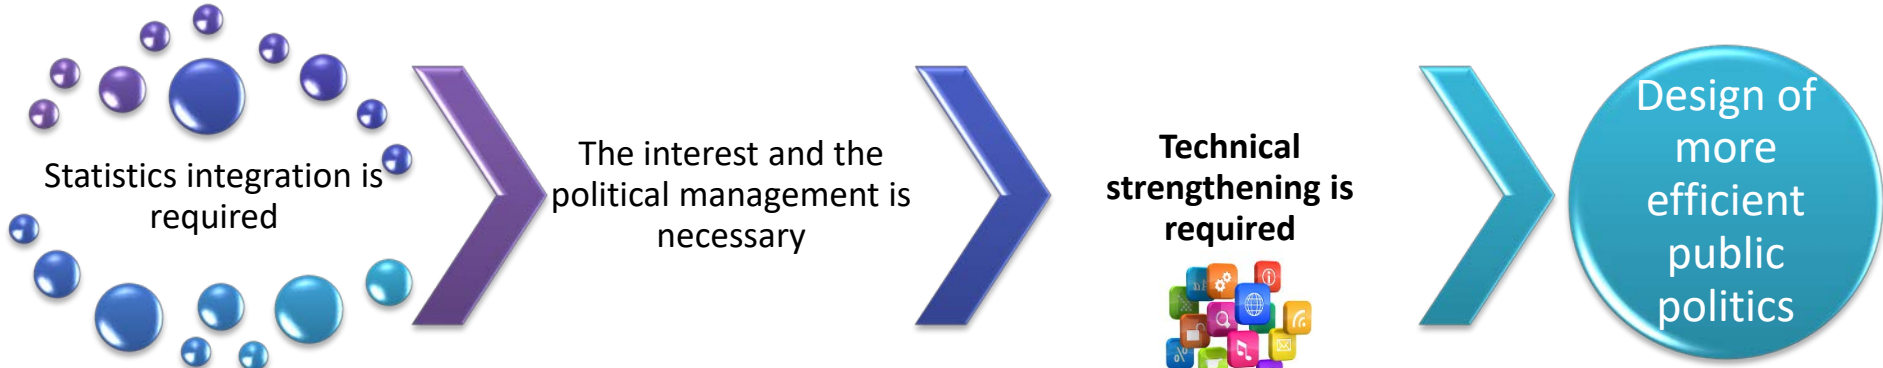 Statistics integration is
required
The interest and the
political management is
necessary
Technical
strengthening is
required
Design of
more
efficient
public
politics